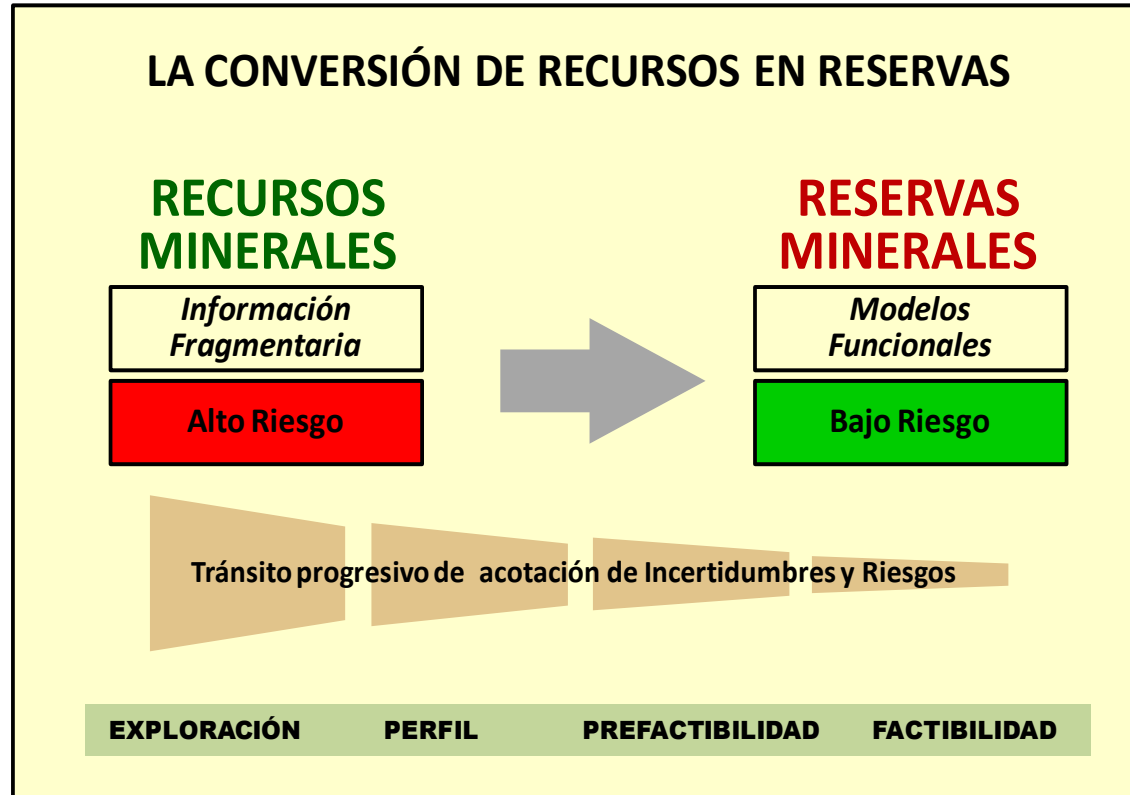 LA CONVERSIÓN DE RECURSOS EN RESERVAS
RECURSOS
MINERALES
Información
Fragmentaria
Alto Riesgo
RESERVAS
MINERALES
Modelos
Funcionales
Bajo Riesgo
Tránsito progresivo de acotación de Incertidumbres y Riesgos
EXPLORACIÓN PERFIL PREFACTIBILIDAD FACTIBILIDAD